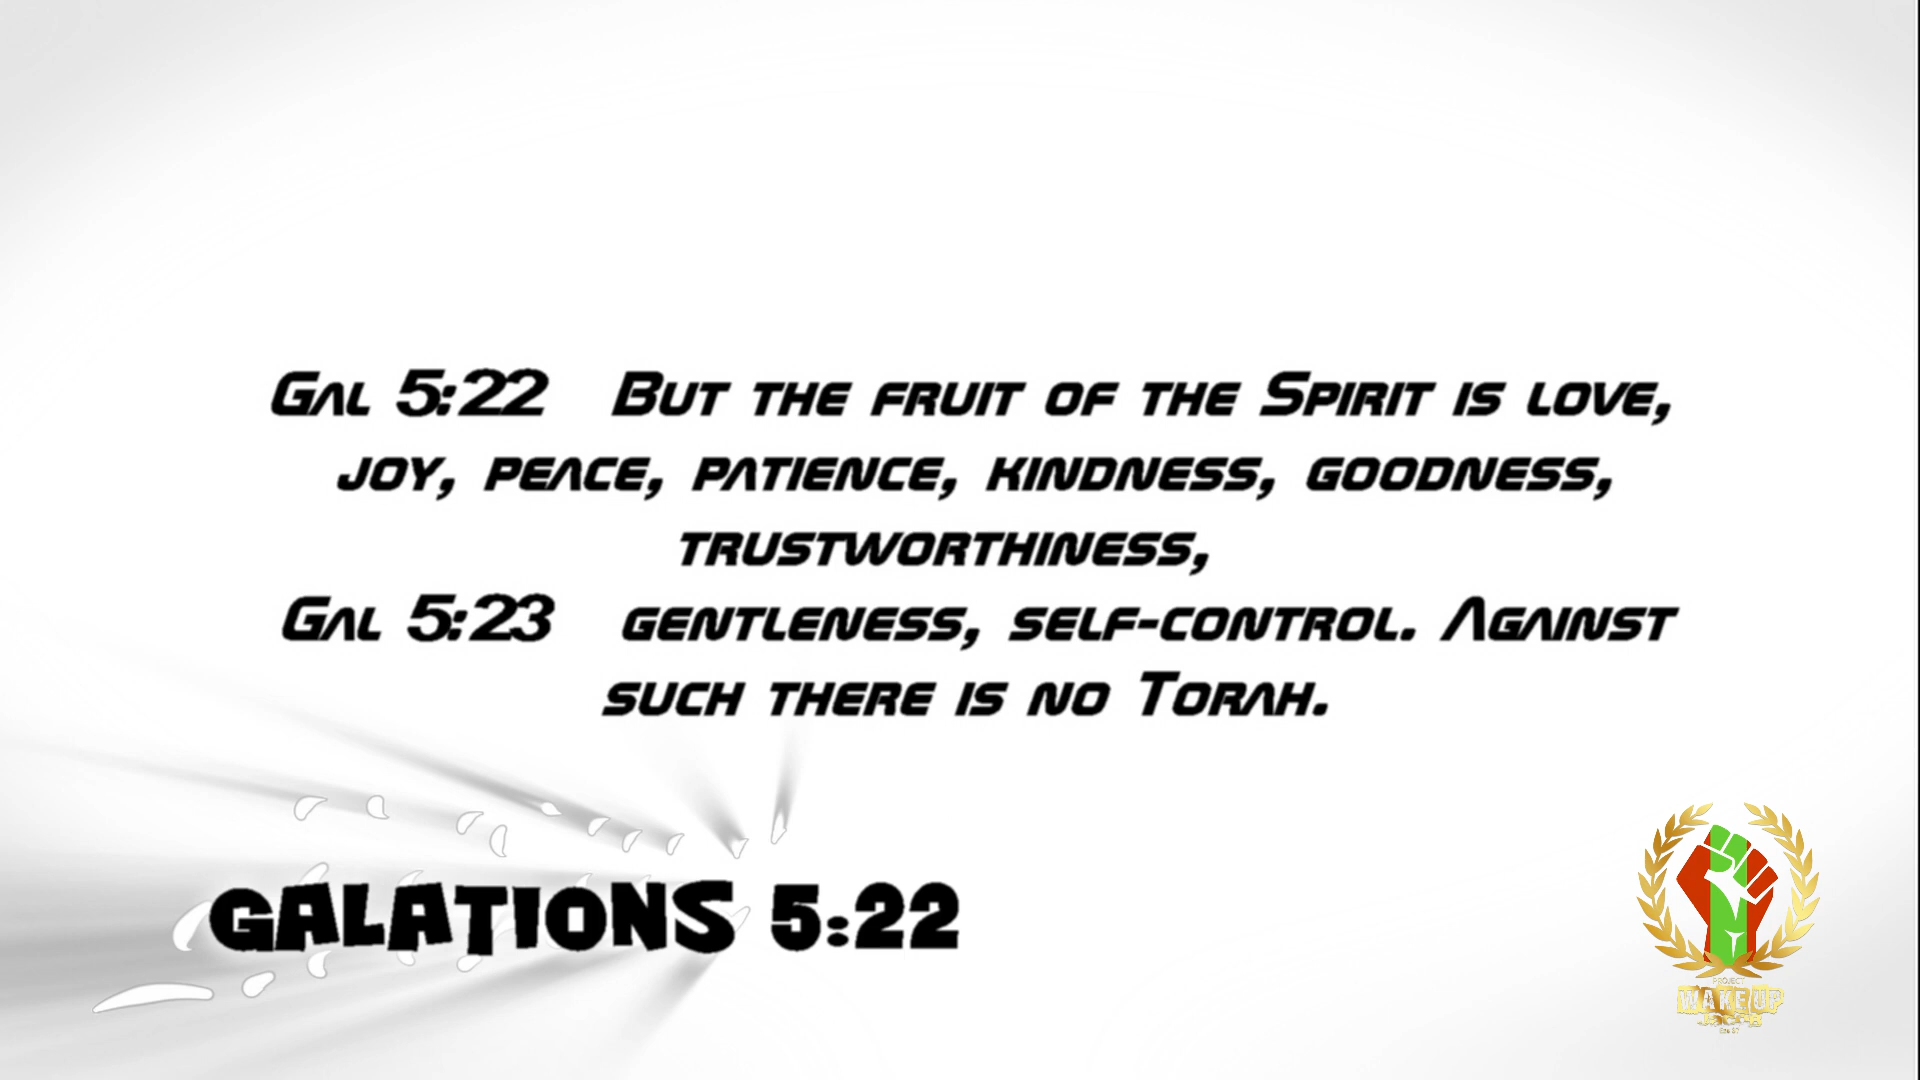 Gal 5:22 But the fruit of the Spirit is love,
joy, peace, patience, kindness, goodness,
trustworthiness,
Gal 5:23 gentleness, self-control. Against
such there is no Torah.
GALATIONS 5:22
PROJECT
WAKE UP
JACOB